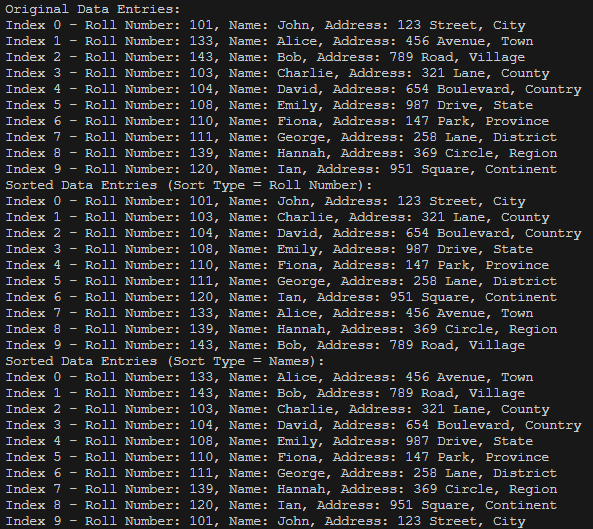 Original Data Entries:
Index 0 - Roll Number: 101, Name: John, Address: 123 Street, City
Index 1 - Roll Number: 133, Name: Alice, Address: 456 Avenue, Town
Index 2 - Roll Number: 143, Name: Bob, Address: 789 Road, Village
Index 3 - Roll Number: 103, Name: Charlie, Address: 321 Lane, County
Index 4 - Roll Number: 104, Name: David, Address: 654 Boulevard, Country
Index 5 - Roll Number: 108, Name: Emily, Address: 987 Drive, State
Index 6 - Roll Number: 110, Name: Fiona, Address: 147 Park, Province
Index 7 - Roll Number: 111, Name: George, Address: 258 Lane, District
Index 8 - Roll Number: 139, Name: Hannah, Address: 369 Circle, Region
Index 9 - Roll Number: 120, Name: Ian, Address: 951 Square, Continent
Sorted Data Entries (Sort Type = Roll Number):
Index 0 - Roll Number: 101, Name: John, Address: 123 Street, City
Index 1 - Roll Number: 103, Name: Charlie, Address: 321 Lane, County
Index 2 - Roll Number: 104, Name: David, Address: 654 Boulevard, Country
Index 3 - Roll Number: 108, Name: Emily, Address: 987 Drive, State
Index 4 - Roll Number: 110, Name: Fiona, Address: 147 Park, Province
Index 5 - Roll Number: 111, Name: George, Address: 258 Lane, District
Index 6 - Roll Number: 120, Name: Ian, Address: 951 Square, Continent
Index 7 - Roll Number: 133, Name: Alice, Address: 456 Avenue, Town
Index 8 - Roll Number: 139, Name: Hannah, Address: 369 Circle, Region
Index 9 - Roll Number: 143, Name: Bob, Address: 789 Road, Village
Sorted Data Entries (Sort Type = Names):
Index 0 - Roll Number: 133, Name: Alice, Address: 456 Avenue, Town
Index 1 - Roll Number: 143, Name: Bob, Address: 789 Road, Village
Index 2 - Roll Number: 103, Name: Charlie, Address: 321 Lane, County
Index 3 - Roll Number: 104, Name: David, Address: 654 Boulevard, Country
Index 4 - Roll Number: 108, Name: Emily, Address: 987 Drive, State
Index 5 - Roll Number: 110, Name: Fiona, Address: 147 Park, Province
Index 6 - Roll Number: 111, Name: George, Address: 258 Lane, District
Index 7 - Roll Number: 139, Name: Hannah, Address: 369 Circle, Region
Index 8 - Roll Number: 120, Name: Ian, Address: 951 Square, Continent
Index 9 - Roll Number: 101, Name: John, Address: 123 Street, City